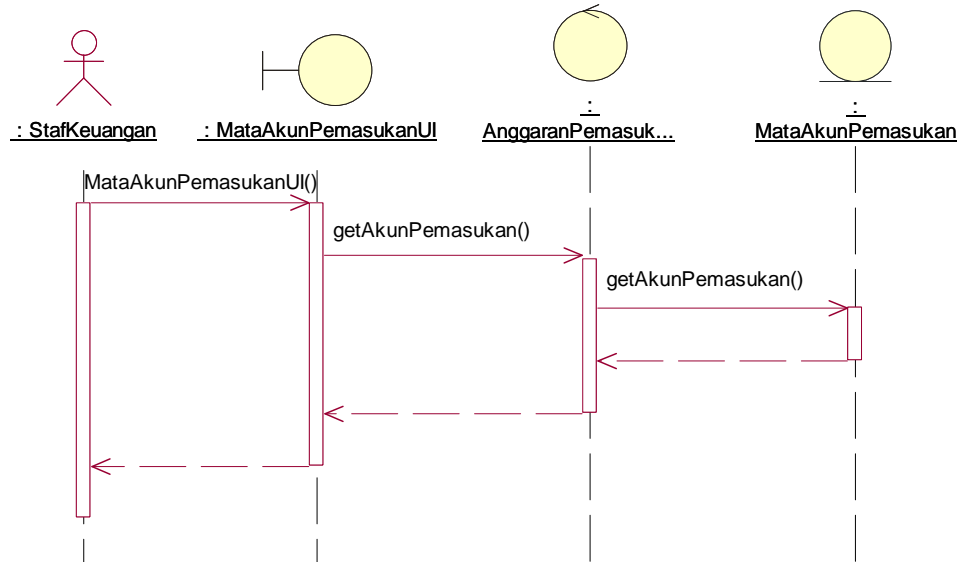 : StafKeuangan
: MataAkunPemasukanUI
:
AnggaranPemasuk...
:
MataAkunPemasukan
MataAkunPemasukanUI()
getAkunPemasukan()
getAkunPemasukan()